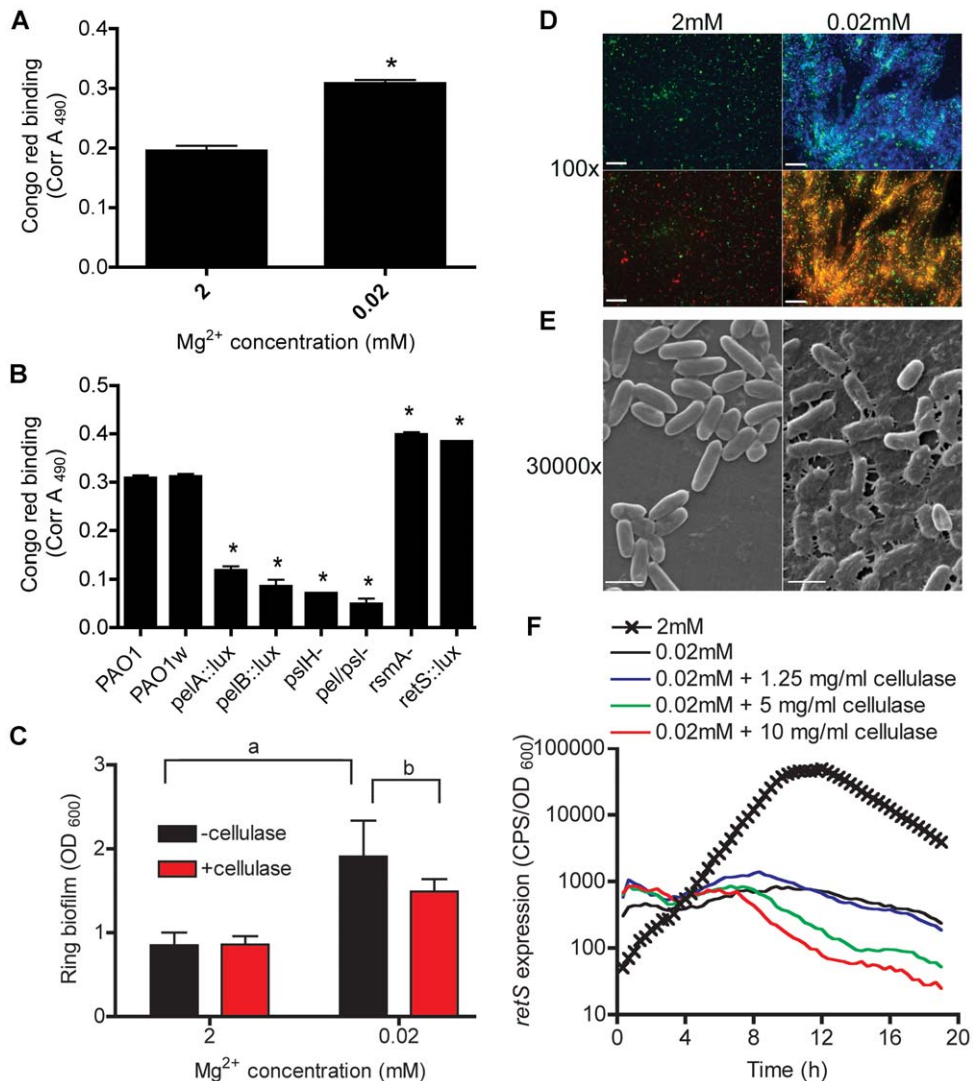 A
Congo red binding
(Corr A 490)
0.4
0.3
0.2
0.1
0.0
*
2
0.02
Mg2+ concentration (mM)
B
Congo red binding
(Corr A 490)
0.5
0.4
0.3
0.2
0.1
0.0
* * * * * *
PAO1
PAO1w
pelA::lux
pelB::lux
pslH-
pel/psl-
rsmA-
retS::lux
C
Ring biofilm (OD 600)
3
2
1
0
a
b
-cellulase
+cellulase
2
0.02
Mg2+ concentration (mM)
D
2mM
0.02mM
100x
E
30000x
F
2mM
0.02mM
0.02mM + 1.25 mg/ml cellulase
0.02mM + 5 mg/ml cellulase
0.02mM + 10 mg/ml cellulase
retS expression (CPS/OD 600)
100000
10000
1000
100
10
0 4 8 12 16 20
Time (h)